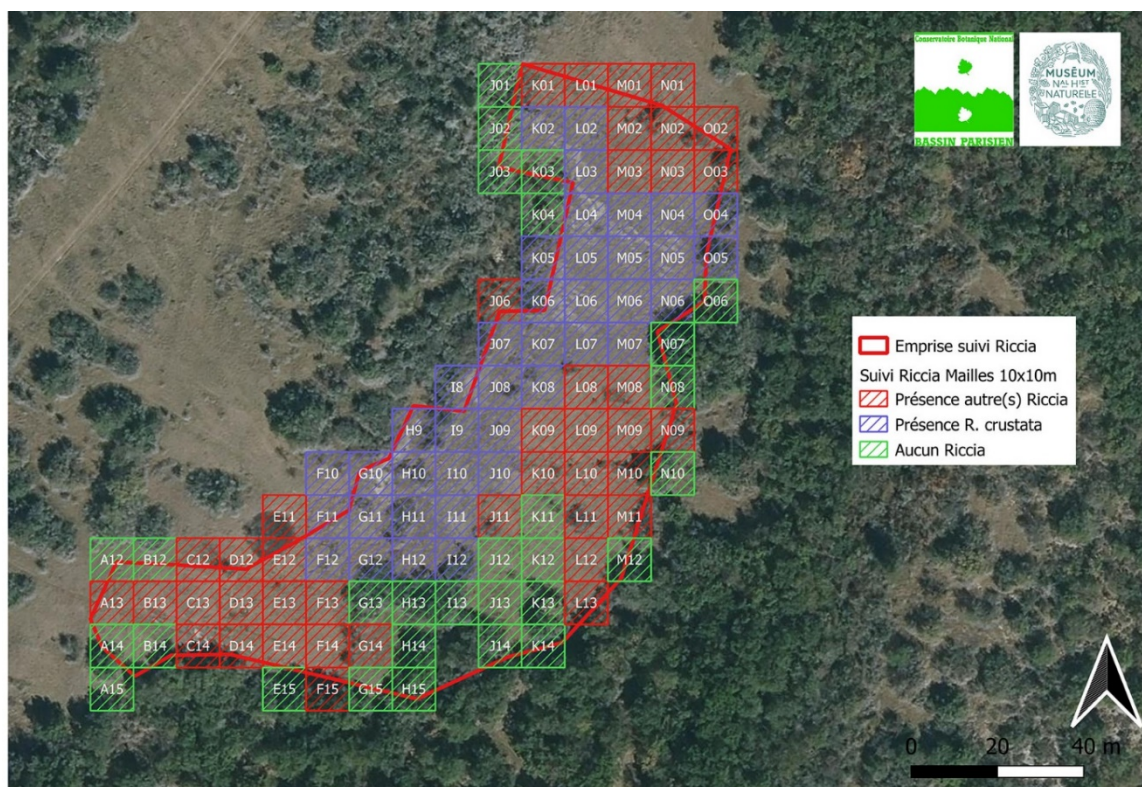 Conservatoire Botanique National
BASSIN PARISIEN
MUSÉUM
NAL HIST
NATURELLE
J01 K01 L01 M01 N01
J02 K02 L02 M02 N02 O02
J03 K03 L03 M03 N03 O03
K04 L04 M04 N04 O04
K05 L05 M05 N05 O05
J06 K06 L06 M06 N06 O06
J07 K07 L07 M07 N07
I8 J08 K08 L08 M08 N08
H9 I9 J09 K09 L09 M09 N09
F10 G10 H10 I10 J10 K10 L10 M10 N10
E11 F11 G11 H11 I11 J11 K11 L11 M11
A12 B12 C12 D12 E12 F12 G12 H12 I12 J12 K12 L12 M12
A13 B13 C13 D13 E13 F13 G13 H13 I13 J13 K13 L13
A14 B14 C14 D14 E14 F14 G14 H14 J14 K14
A15 E15 F15 G15 H15
Emprise suivi Riccia
Suivi Riccia Mailles 10x10m
Présence autre(s) Riccia
Présence R. crustata
Aucun Riccia
0 20 40 m